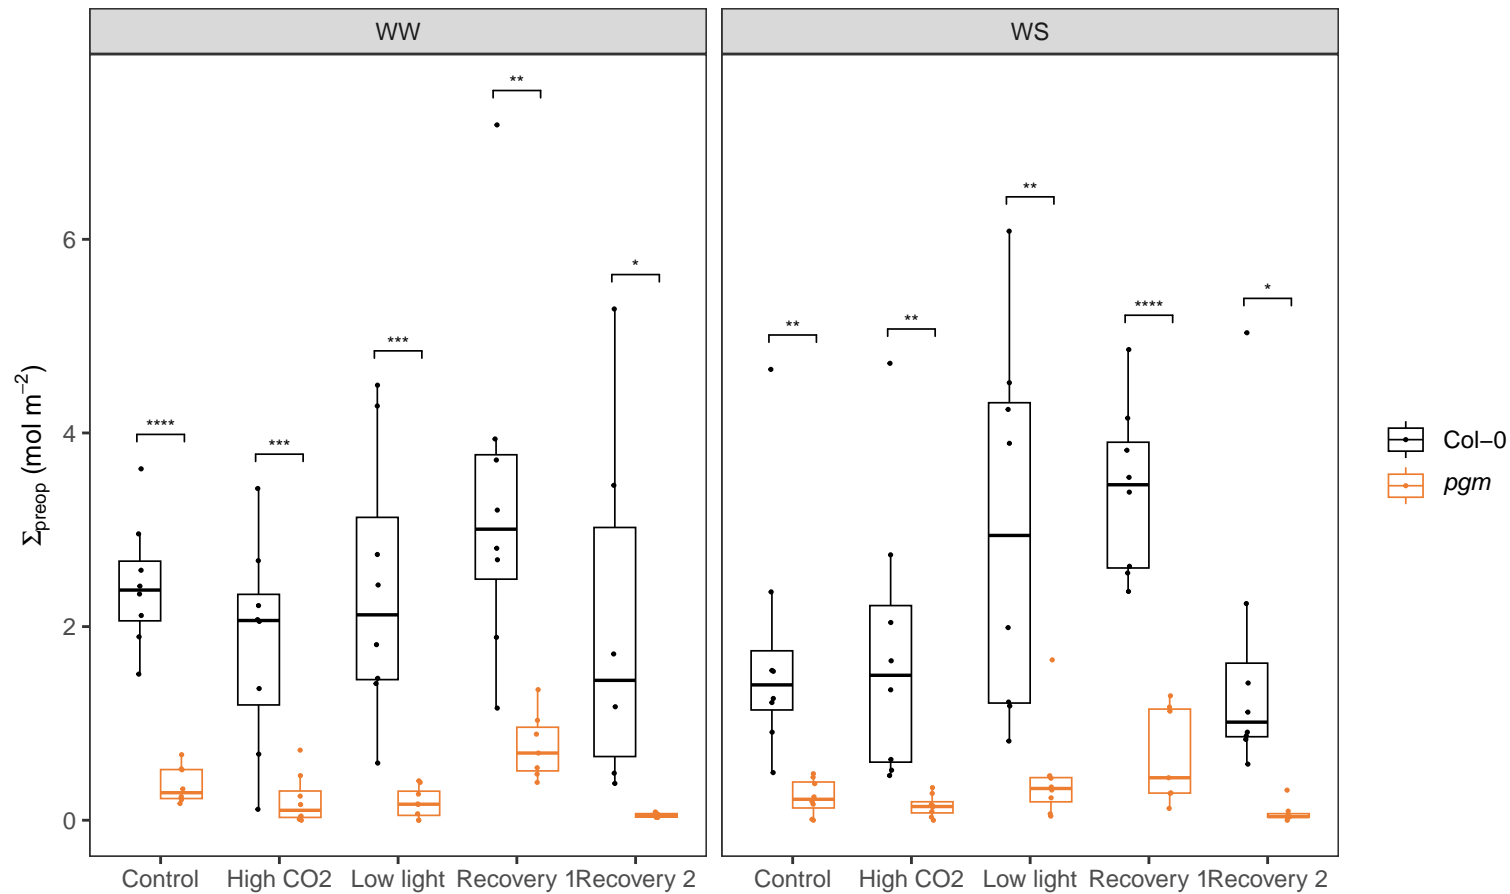 WW
WS
**
**
*
*
****
**
**
***
****
***
6
4
2
0
Σpreop (mol m−2)
Col−0
pgm
Control High CO2 Low light Recovery 1 Recovery 2
Control High CO2 Low light Recovery 1 Recovery 2